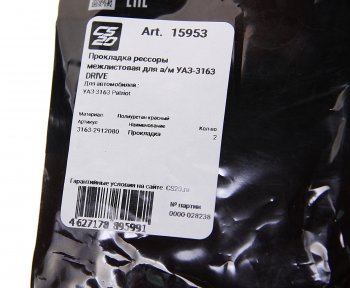 EAC
CS20
Art. 15953
Прокладка рессоры
межлистовая для а/м УАЗ-3163
DRIVE
Для автомобилей :
УАЗ-3163 Patriot
Материал Полиуретан красный
Артикул Наименование Кол-во
3163-2912080 Прокладка 2
Гарантийные условия на сайте CS20.ru
№ партии
0000-028238
4 627178 895991